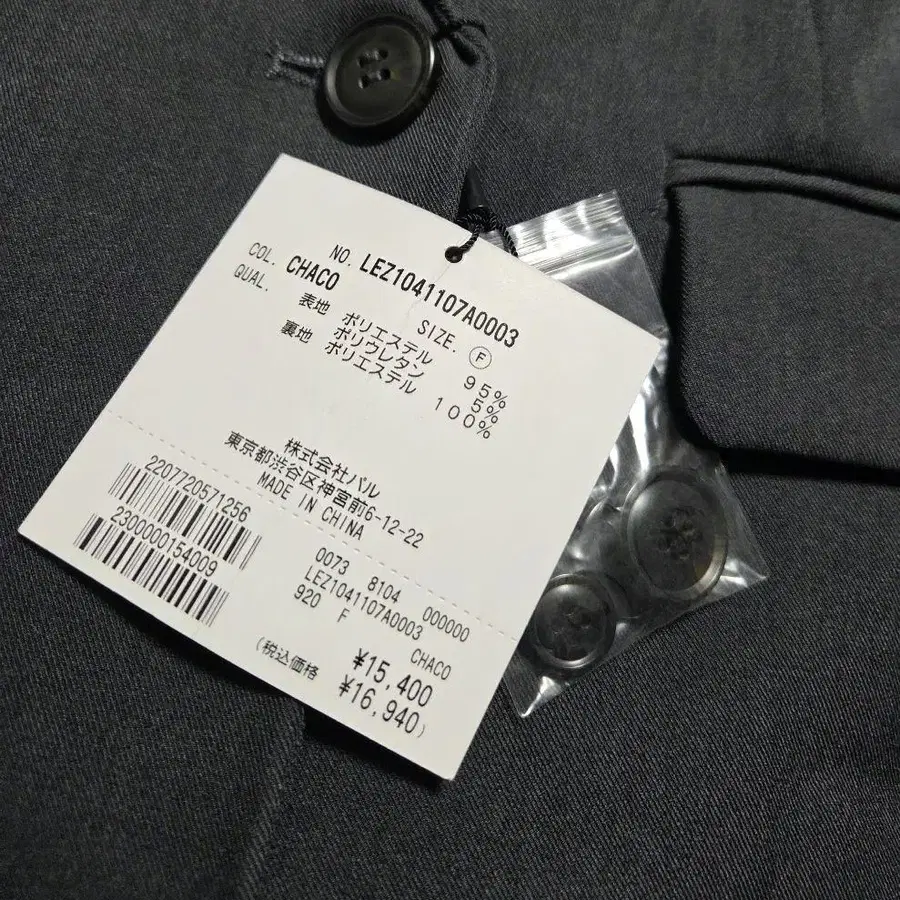 NO. LEZ1041107A0003
COL. CHACO SIZE. Ⓕ
QUAL.
表地 ポリエステル 95%
ポリウレタン 5%
裏地 ポリエステル 100%
株式会社パル
東京都渋谷区神宮前6-12-22
MADE IN CHINA
2207720571256
2300000154009
0073 8104 000000
LEZ1041107A0003
920 F CHACO
¥15,400
(税込価格 ¥16,940)